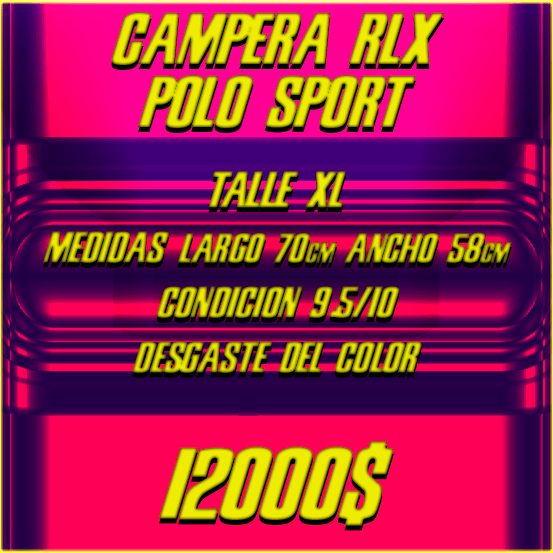 CAMPERA RLX
POLO SPORT
TALLE XL
MEDIDAS LARGO 70CM ANCHO 58CM
CONDICION 9.5/10
DESGASTE DEL COLOR
12000$